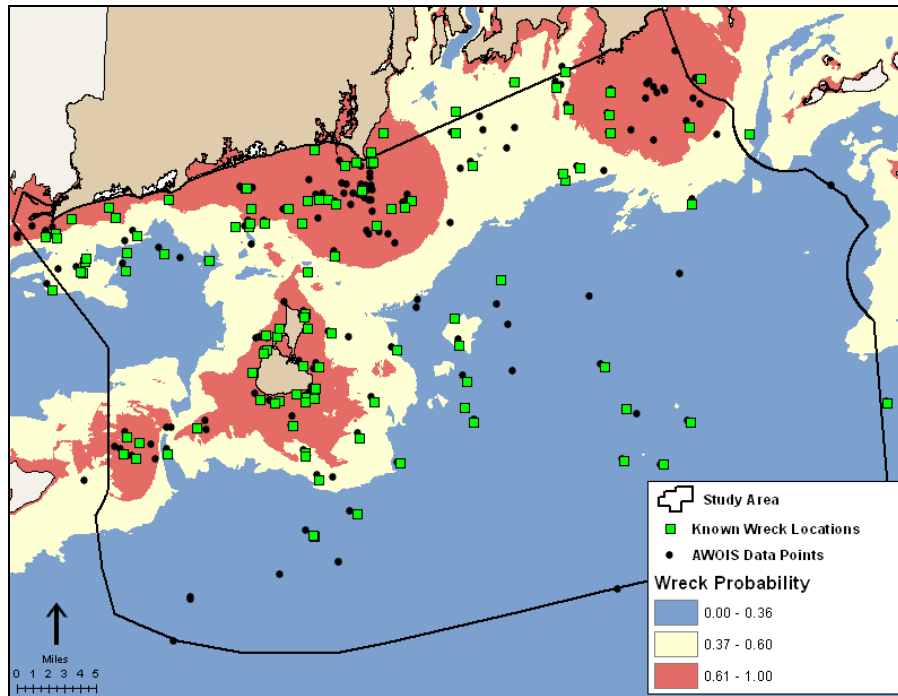 Study Area
Known Wreck Locations
AWOIS Data Points
Wreck Probability
0.00 - 0.36
0.37 - 0.60
0.61 - 1.00
Miles
0 1 2 3 4 5